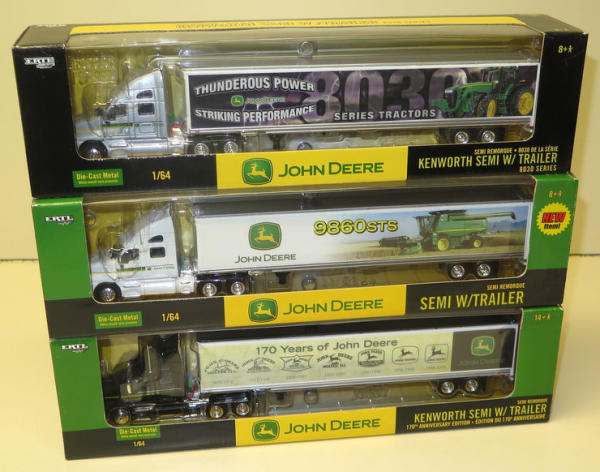 ERTL
8+
THUNDEROUS POWER
JOHN DEERE
STRIKING PERFORMANCE
8030
SERIES TRACTORS
Die-Cast Metal
1/64
JOHN DEERE
SEMI REMORQUE • 8030 DE LA SÉRIE
KENWORTH SEMI W/ TRAILER
8030 SERIES
ERTL
8+
NEW
Item!
JOHN DEERE
9860STS
Die-Cast Metal
1/64
JOHN DEERE
SEMI REMORQUE
SEMI W/TRAILER
ERTL
14+
170 Years of John Deere
JOHN DEERE
Die-Cast Metal
1/64
JOHN DEERE
SEMI REMORQUE
KENWORTH SEMI W/ TRAILER
170TH ANNIVERSARY EDITION • ÉDITION DU 170E ANNIVERSAIRE